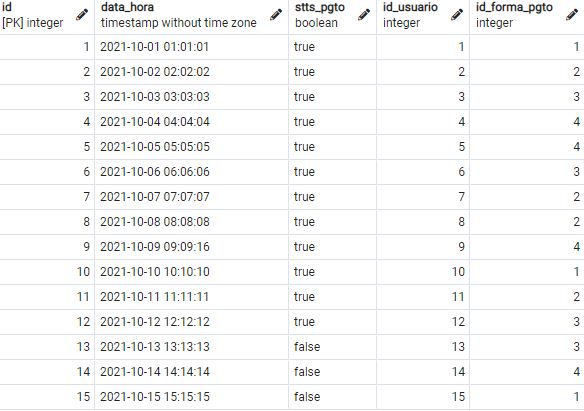 id data_hora stts_pgto id_usuario id_forma_pgto
[PK] integer timestamp without time zone boolean integer integer
1 2021-10-01 01:01:01 true 1 1
2 2021-10-02 02:02:02 true 2 2
3 2021-10-03 03:03:03 true 3 3
4 2021-10-04 04:04:04 true 4 4
5 2021-10-05 05:05:05 true 5 4
6 2021-10-06 06:06:06 true 6 3
7 2021-10-07 07:07:07 true 7 2
8 2021-10-08 08:08:08 true 8 2
9 2021-10-09 09:09:16 true 9 4
10 2021-10-10 10:10:10 true 10 1
11 2021-10-11 11:11:11 true 11 2
12 2021-10-12 12:12:12 true 12 3
13 2021-10-13 13:13:13 false 13 3
14 2021-10-14 14:14:14 false 14 4
15 2021-10-15 15:15:15 false 15 1